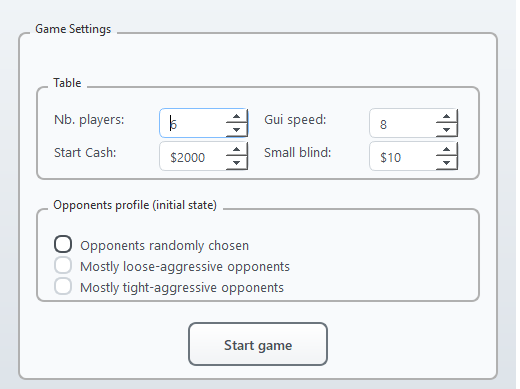 Game Settings
Table
Nb. players: 6 Gui speed: 8
Start Cash: $2000 Small blind: $10
Opponents profile (initial state)
Opponents randomly chosen
Mostly loose-aggressive opponents
Mostly tight-aggressive opponents
Start game